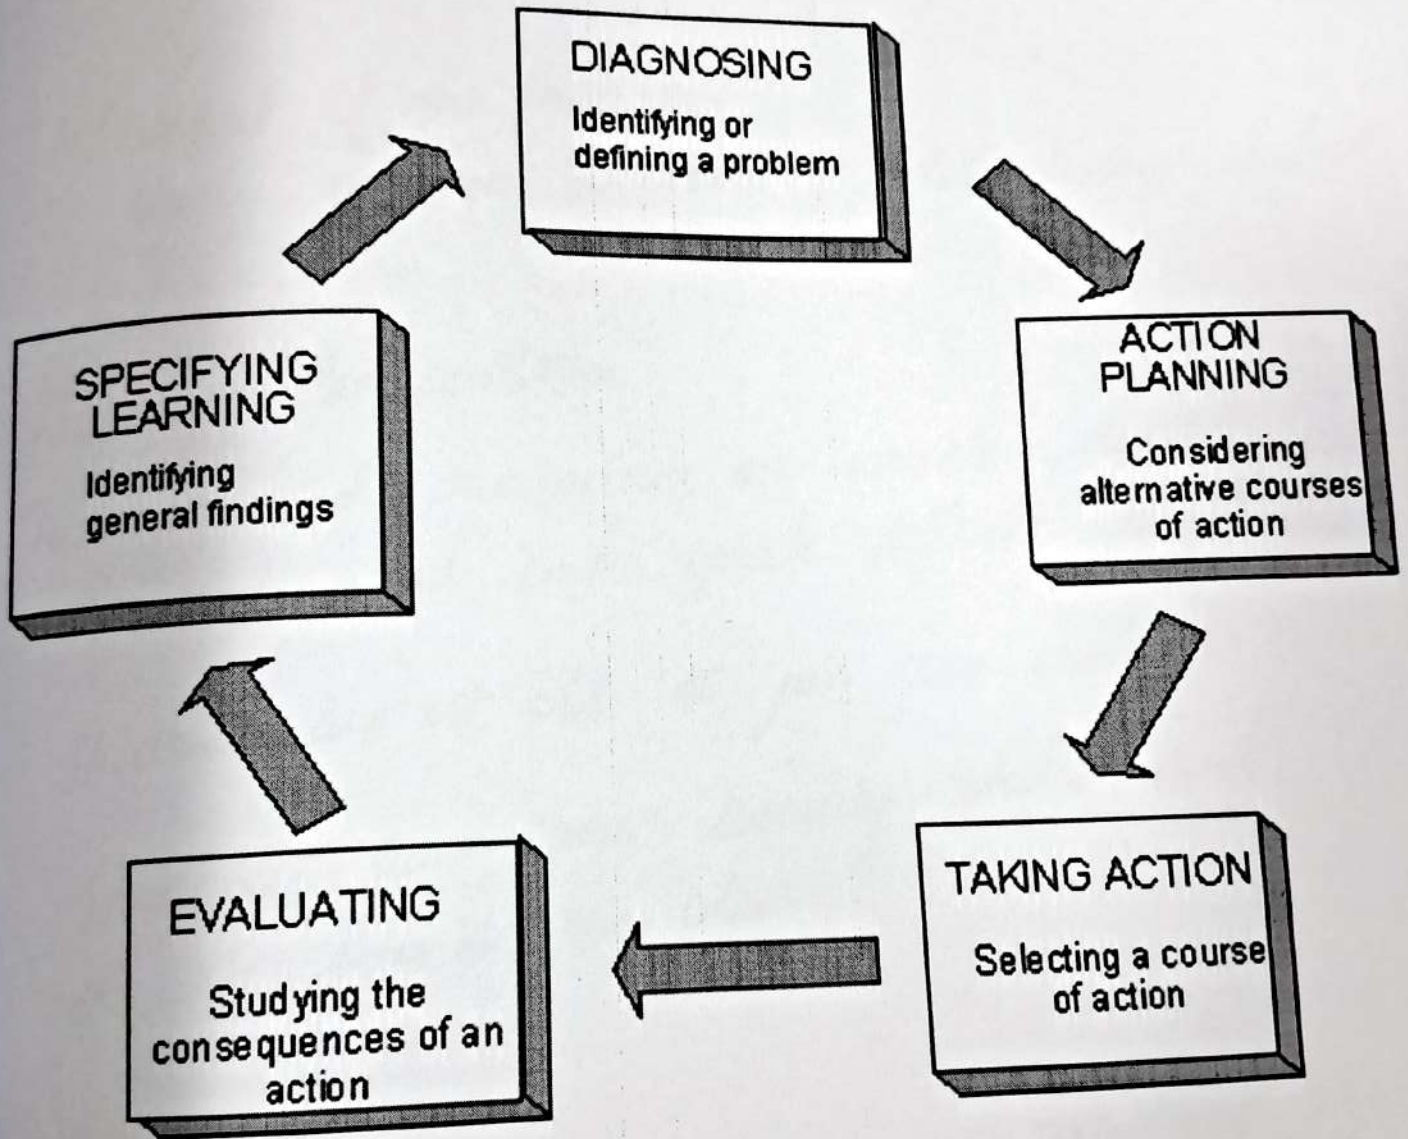 DIAGNOSING
Identifying or
defining a problem
ACTION
PLANNING
Considering
alternative courses
of action
TAKING ACTION
Selecting a course
of action
EVALUATING
Studying the
consequences of an
action
SPECIFYING
LEARNING
Identifying
general findings